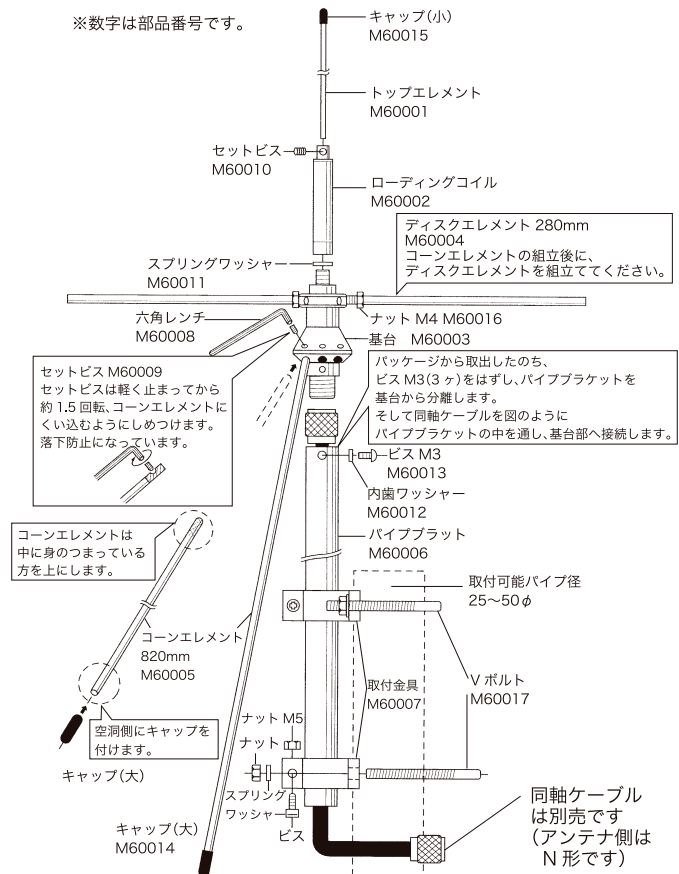 ※数字は部品番号です。
キャップ(小)
M60015
トップエレメント
M60001
セットビス
M60010
ローディングコイル
M60002
ディスクエレメント 280mm
M60004
コーンエレメントの組立後に、
ディスクエレメントを組立ててください。
スプリングワッシャー
M60011
六角レンチ
M60008
ナット M4 M60016
基台 M60003
セットビス M60009
セットビスは軽く止まってから
約1.5回転、コーンエレメントに
くい込むようにしめつけます。
落下防止になっています。
パッケージから取出したのち、
ビス M3(3ヶ)をはずし、パイプブラケットを
基台から分離します。
そして同軸ケーブルを図のように
パイプブラケットの中を通し、基台部へ接続します。
ビス M3
M60013
内歯ワッシャー
M60012
パイプブラット
M60006
コーンエレメントは
中に身のつまっている
方を上にします。
取付可能パイプ径
25〜50φ
コーンエレメント
820mm
M60005
Vボルト
M60017
取付金具
M60007
空洞側にキャップを
付けます。
キャップ(大)
ナット M5
ナット
スプリング
ワッシャー
ビス
キャップ(大)
M60014
同軸ケーブル
は別売です
(アンテナ側は
N形です)